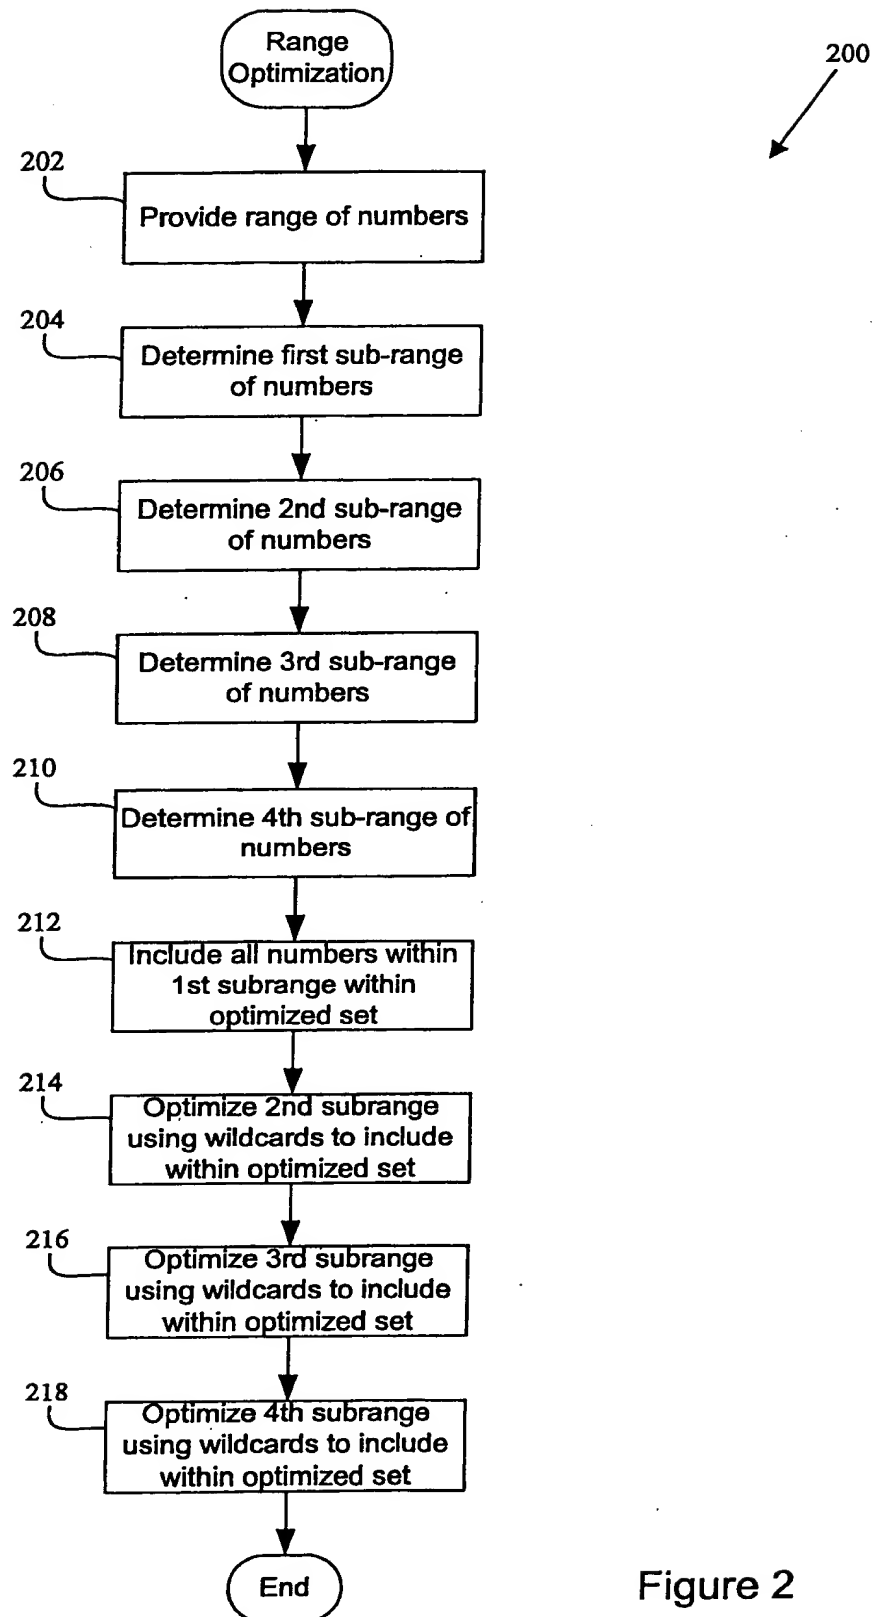 Range
Optimization
200
202
Provide range of numbers
204
Determine first sub-range
of numbers
206
Determine 2nd sub-range
of numbers
208
Determine 3rd sub-range
of numbers
210
Determine 4th sub-range of
numbers
212
Include all numbers within
1st subrange within
optimized set
214
Optimize 2nd subrange
using wildcards to include
within optimized set
216
Optimize 3rd subrange
using wildcards to include
within optimized set
218
Optimize 4th subrange
using wildcards to include
within optimized set
End
Figure 2